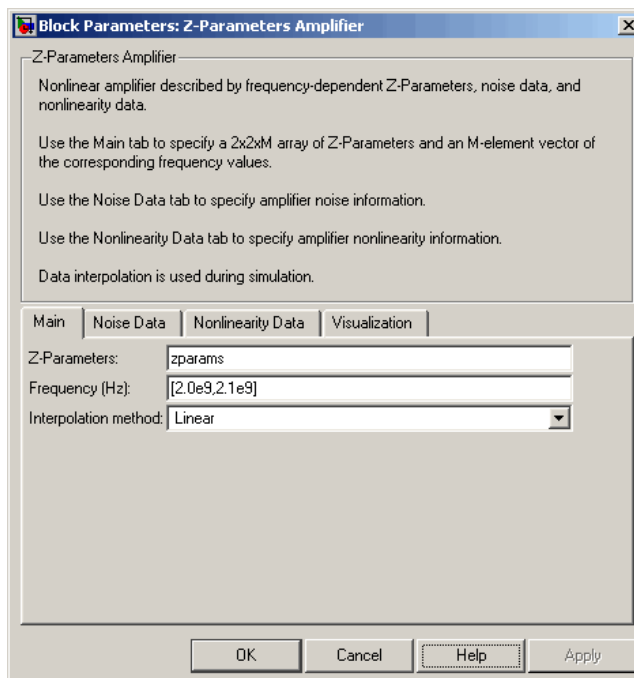 Block Parameters: Z-Parameters Amplifier
Z-Parameters Amplifier
Nonlinear amplifier described by frequency-dependent Z-Parameters, noise data, and
nonlinearity data.
Use the Main tab to specify a 2x2xM array of Z-Parameters and an M-element vector of
the corresponding frequency values.
Use the Noise Data tab to specify amplifier noise information.
Use the Nonlinearity Data tab to specify amplifier nonlinearity information.
Data interpolation is used during simulation.
Main Noise Data Nonlinearity Data Visualization
Z-Parameters: zparams
Frequency (Hz): [2.0e9,2.1e9]
Interpolation method: Linear
OK Cancel Help Apply